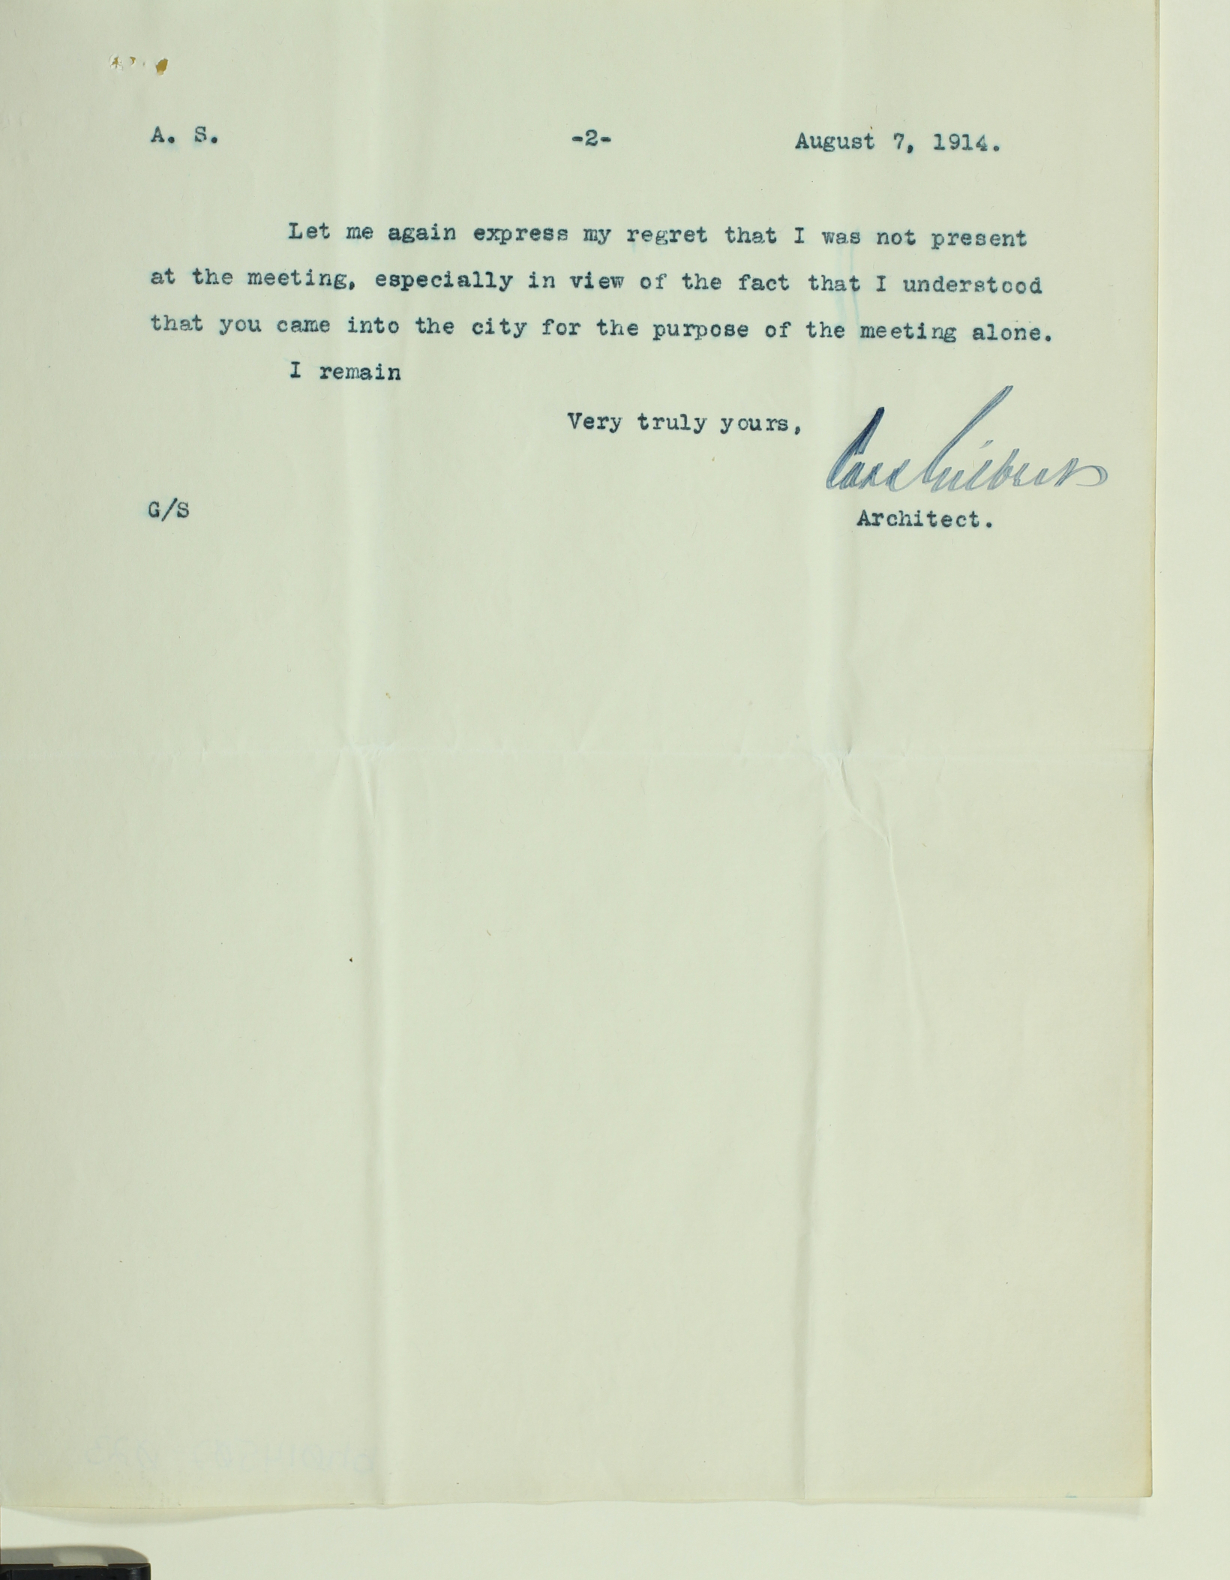 A. S. -2- August 7, 1914.
Let me again express my regret that I was not present
at the meeting, especially in view of the fact that I understood
that you came into the city for the purpose of the meeting alone.
I remain
Very truly yours,
Cass Gilbert
G/S
Architect.